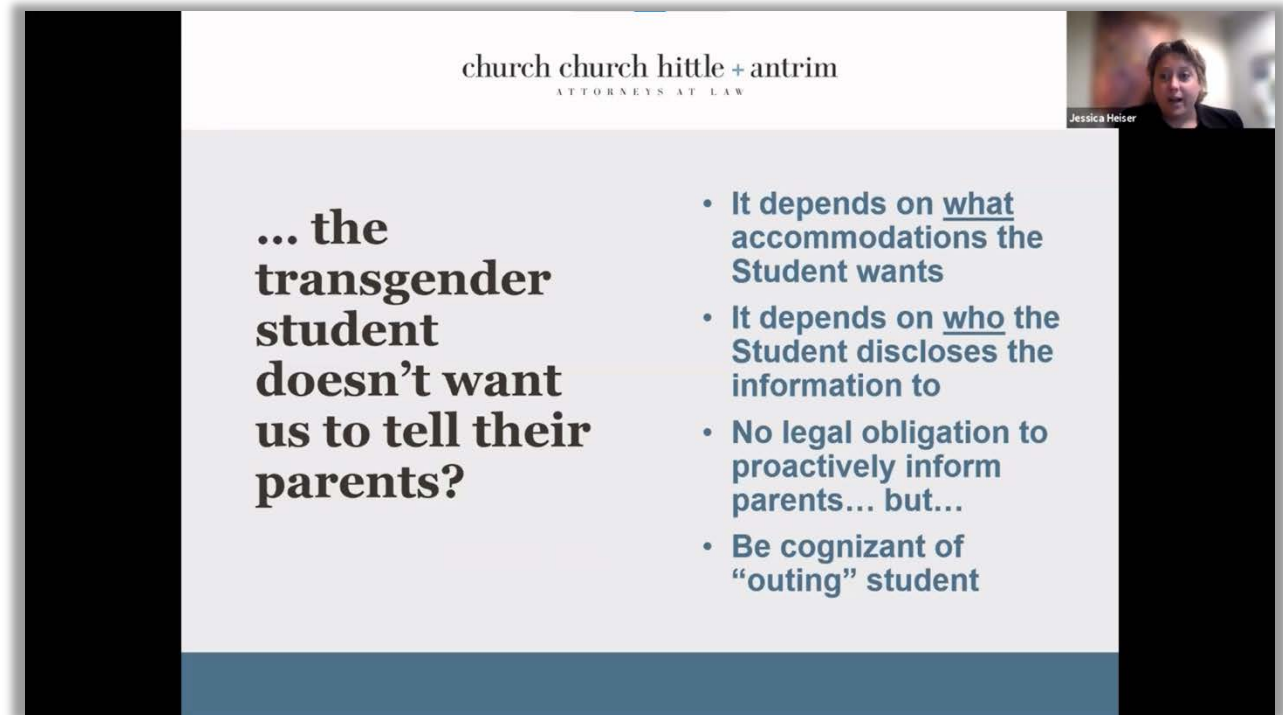 church church hittle + antrim
ATTORNEYS AT LAW
Jessica Heiser
... the
transgender
student
doesn’t want
us to tell their
parents?
• It depends on what
accommodations the
Student wants
• It depends on who the
Student discloses the
information to
• No legal obligation to
proactively inform
parents... but...
• Be cognizant of
“outing” student